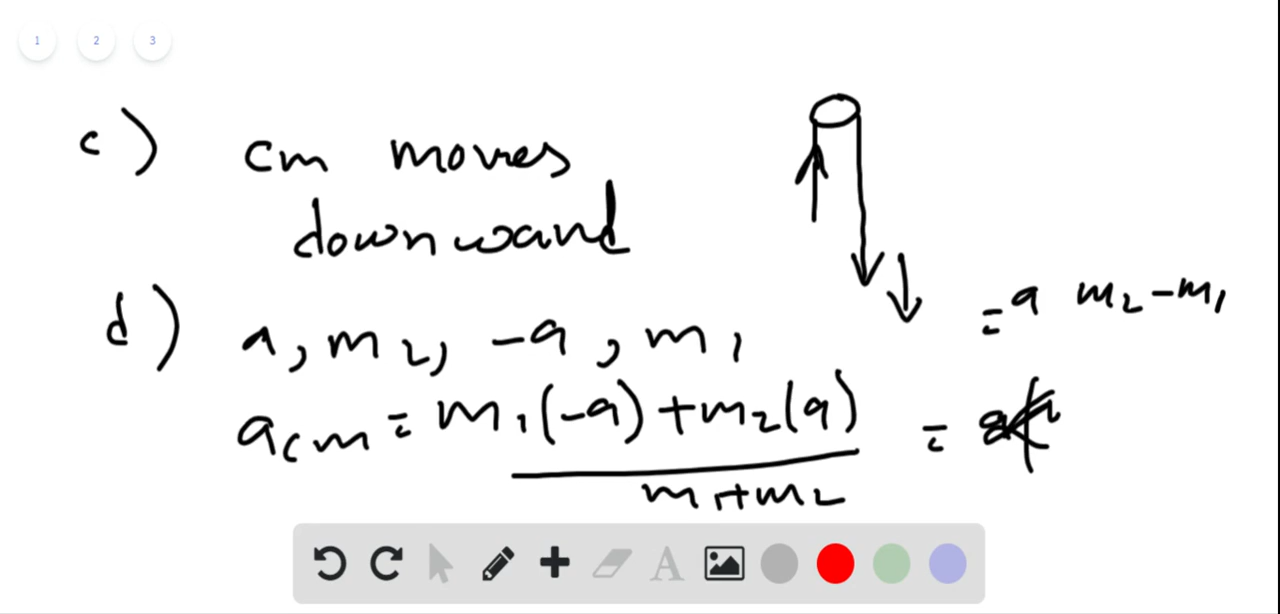 1 2 3
c) cm moves
downward
d) a, m2, -a, m1
= a m2-m1
acm = m1(-a)+m2(a) =
m1+m2
A